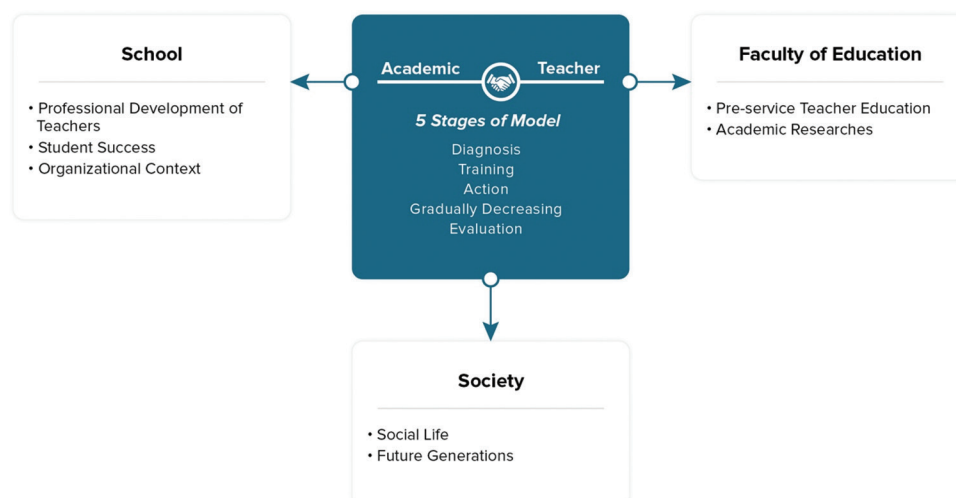 School
• Professional Development of
Teachers
• Student Success
• Organizational Context
Academic
Teacher
5 Stages of Model
Diagnosis
Training
Action
Gradually Decreasing
Evaluation
Faculty of Education
• Pre-service Teacher Education
• Academic Researches
Society
• Social Life
• Future Generations